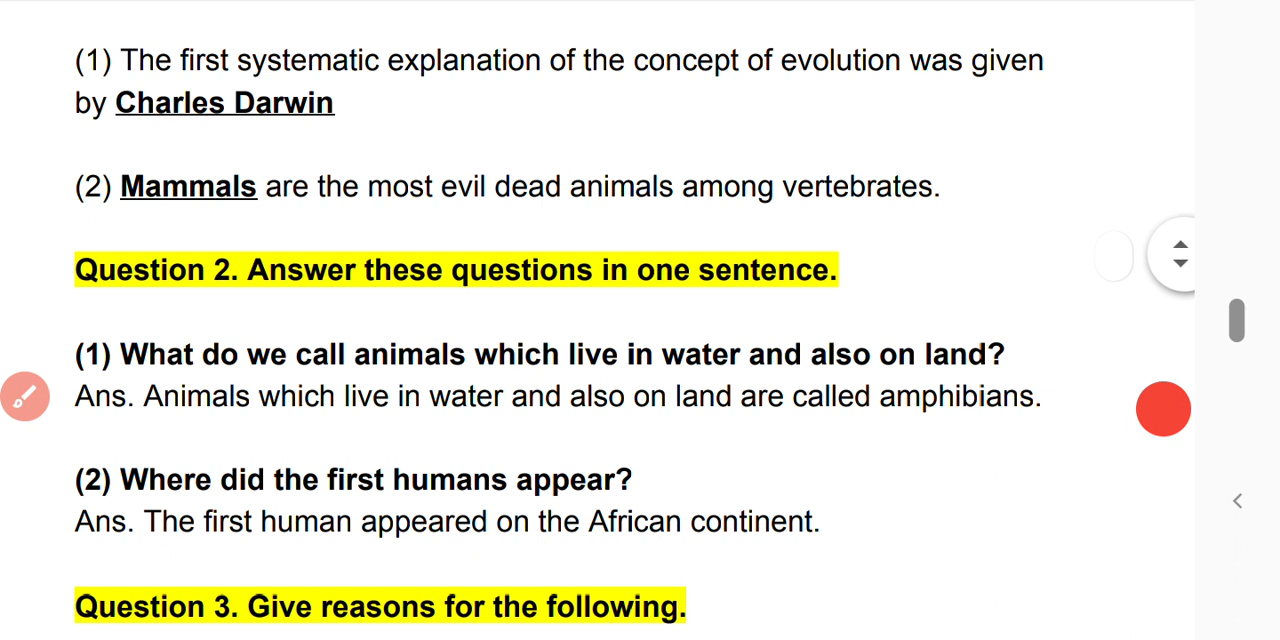 (1) The first systematic explanation of the concept of evolution was given
by Charles Darwin
(2) Mammals are the most evil dead animals among vertebrates.
Question 2. Answer these questions in one sentence.
(1) What do we call animals which live in water and also on land?
Ans. Animals which live in water and also on land are called amphibians.
(2) Where did the first humans appear?
Ans. The first human appeared on the African continent.
Question 3. Give reasons for the following.